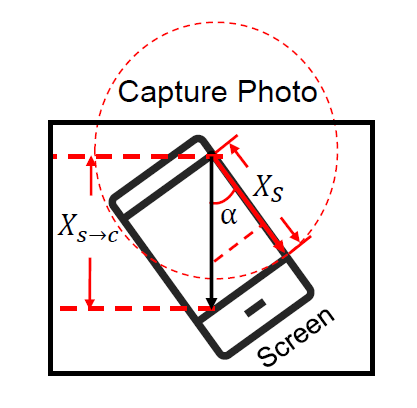 Capture Photo
X_S
X_{s→c}
α
Screen